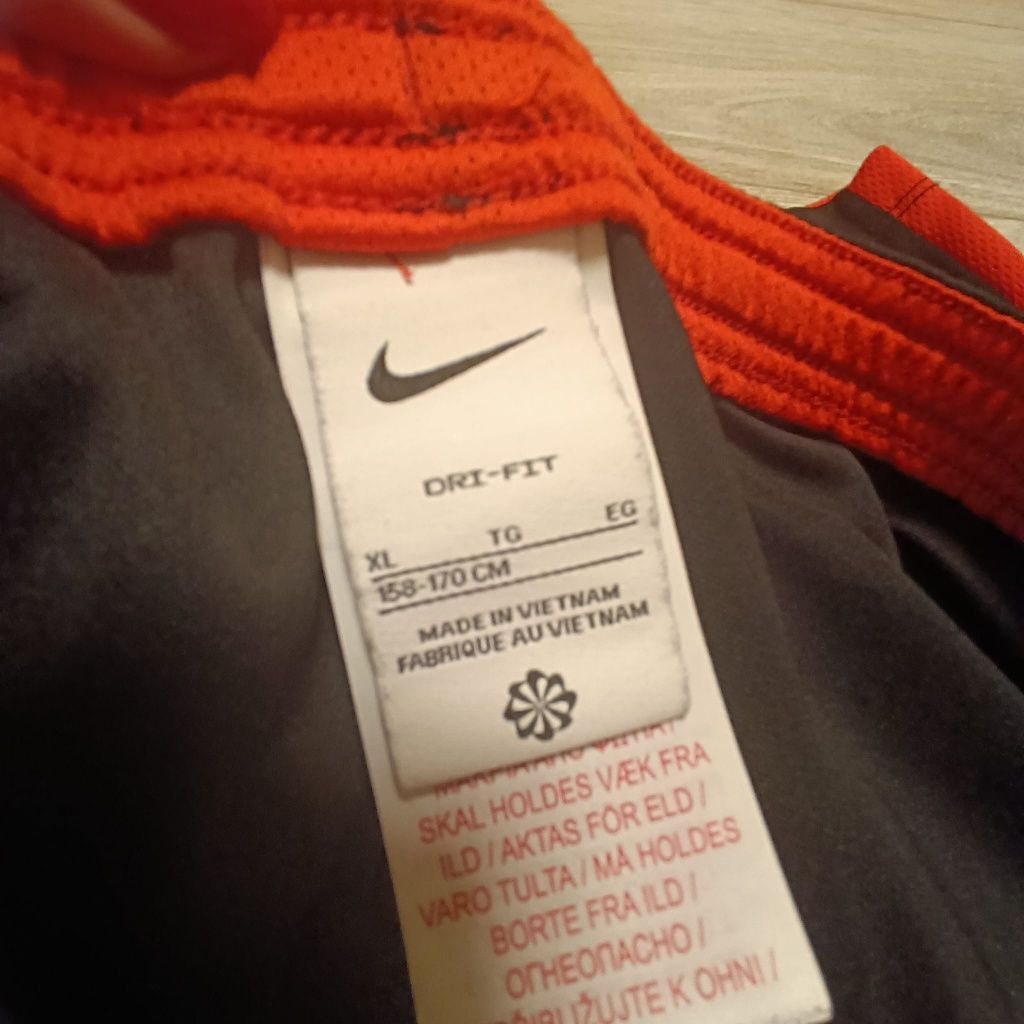 DRI-FIT
XL TG EG
158-170 CM
MADE IN VIETNAM
FABRIQUE AU VIETNAM
SKAL HOLDES VÆK FRA
ILD / AKTAS FÖR ELD /
VARO TULTA / MÅ HOLDES
BORTE FRA ILD /
ОГНЕОПАСНО /
K OHNI /